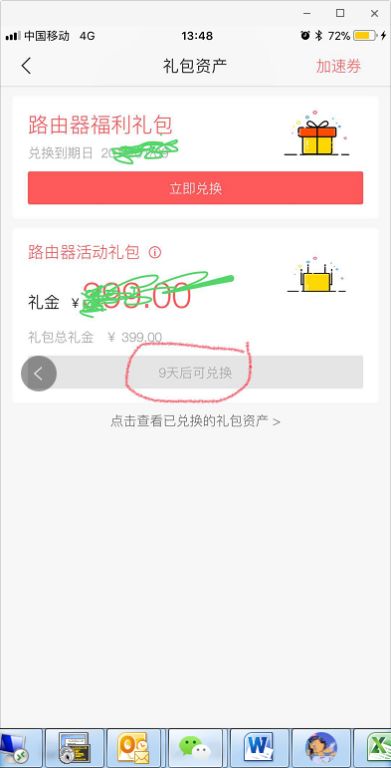 中国移动 4G 13:48 72%
礼包资产 加速券
路由器福利礼包
兑换到期日 20
立即兑换
路由器活动礼包
礼金 ¥ 399.00
礼包总礼金 ¥ 399.00
9天后可兑换
点击查看已兑换的礼包资产 >